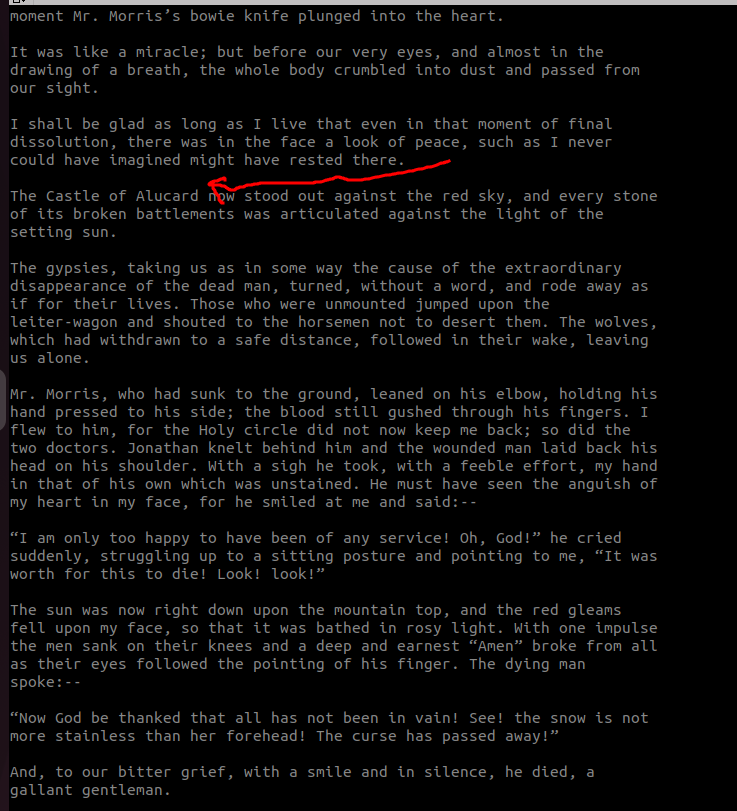 moment Mr. Morris’s bowie knife plunged into the heart.
It was like a miracle; but before our very eyes, and almost in the
drawing of a breath, the whole body crumbled into dust and passed from
our sight.
I shall be glad as long as I live that even in that moment of final
dissolution, there was in the face a look of peace, such as I never
could have imagined might have rested there.
The Castle of Alucard now stood out against the red sky, and every stone
of its broken battlements was articulated against the light of the
setting sun.
The gypsies, taking us as in some way the cause of the extraordinary
disappearance of the dead man, turned, without a word, and rode away as
if for their lives. Those who were unmounted jumped upon the
leiter-wagon and shouted to the horsemen not to desert them. The wolves,
which had withdrawn to a safe distance, followed in their wake, leaving
us alone.
Mr. Morris, who had sunk to the ground, leaned on his elbow, holding his
hand pressed to his side; the blood still gushed through his fingers. I
flew to him, for the Holy circle did not now keep me back; so did the
two doctors. Jonathan knelt behind him and the wounded man laid back his
head on his shoulder. With a sigh he took, with a feeble effort, my hand
in that of his own which was unstained. He must have seen the anguish of
my heart in my face, for he smiled at me and said:--
“I am only too happy to have been of any service! Oh, God!” he cried
suddenly, struggling up to a sitting posture and pointing to me, “It was
worth for this to die! Look! look!”
The sun was now right down upon the mountain top, and the red gleams
fell upon my face, so that it was bathed in rosy light. With one impulse
the men sank on their knees and a deep and earnest “Amen” broke from all
as their eyes followed the pointing of his finger. The dying man
spoke:--
“Now God be thanked that all has not been in vain! See! the snow is not
more stainless than her forehead! The curse has passed away!”
And, to our bitter grief, with a smile and in silence, he died, a
gallant gentleman.